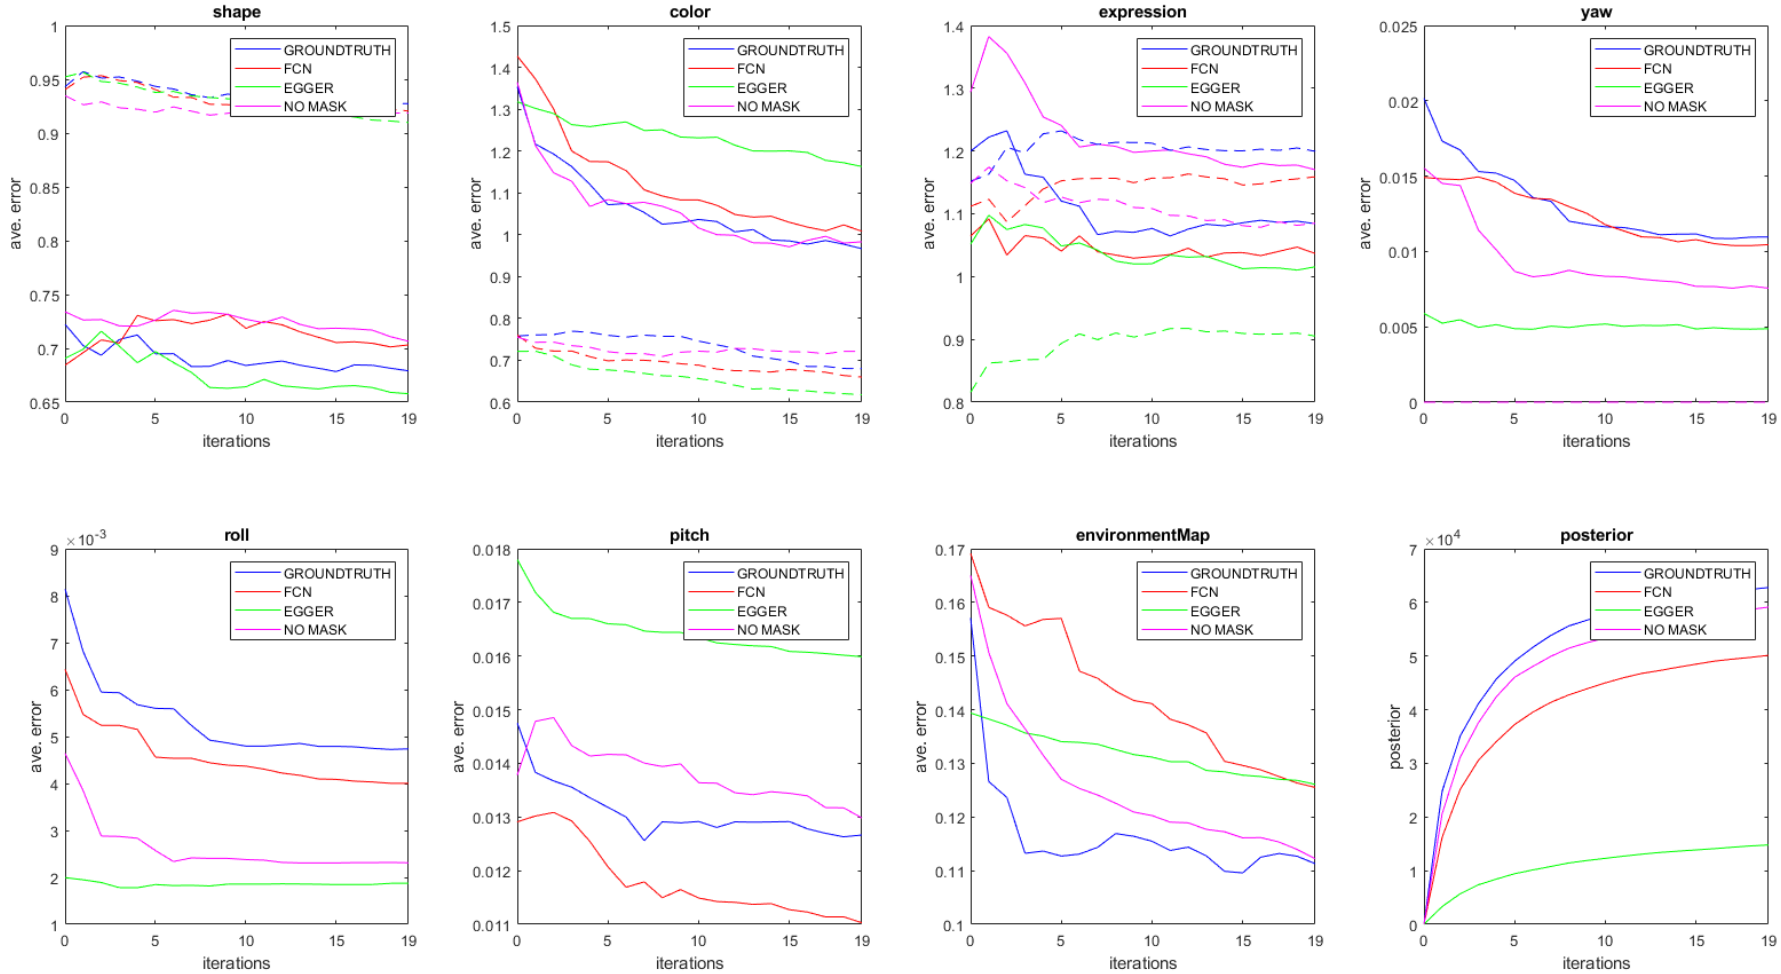 shape
1
0.95
0.9
0.85
0.8
0.75
0.7
0.65
ave. error
GROUNDTRUTH
FCN
EGGER
NO MASK
0 5 10 15 19
iterations
color
1.5
1.4
1.3
1.2
1.1
1
0.9
0.8
0.7
0.6
ave. error
GROUNDTRUTH
FCN
EGGER
NO MASK
0 5 10 15 19
iterations
expression
1.4
1.3
1.2
1.1
1
0.9
0.8
ave. error
GROUNDTRUTH
FCN
EGGER
NO MASK
0 5 10 15 19
iterations
yaw
0.025
0.02
0.015
0.01
0.005
0
ave. error
GROUNDTRUTH
FCN
EGGER
NO MASK
0 5 10 15 19
iterations
roll
×10⁻³
9
8
7
6
5
4
3
2
1
ave. error
GROUNDTRUTH
FCN
EGGER
NO MASK
0 5 10 15 19
iterations
pitch
0.018
0.017
0.016
0.015
0.014
0.013
0.012
0.011
ave. error
GROUNDTRUTH
FCN
EGGER
NO MASK
0 5 10 15 19
iterations
environmentMap
0.17
0.16
0.15
0.14
0.13
0.12
0.11
0.1
ave. error
GROUNDTRUTH
FCN
EGGER
NO MASK
0 5 10 15 19
iterations
posterior
×10⁴
7
6
5
4
3
2
1
0
posterior
GROUNDTRUTH
FCN
EGGER
NO MASK
0 5 10 15 19
iterations